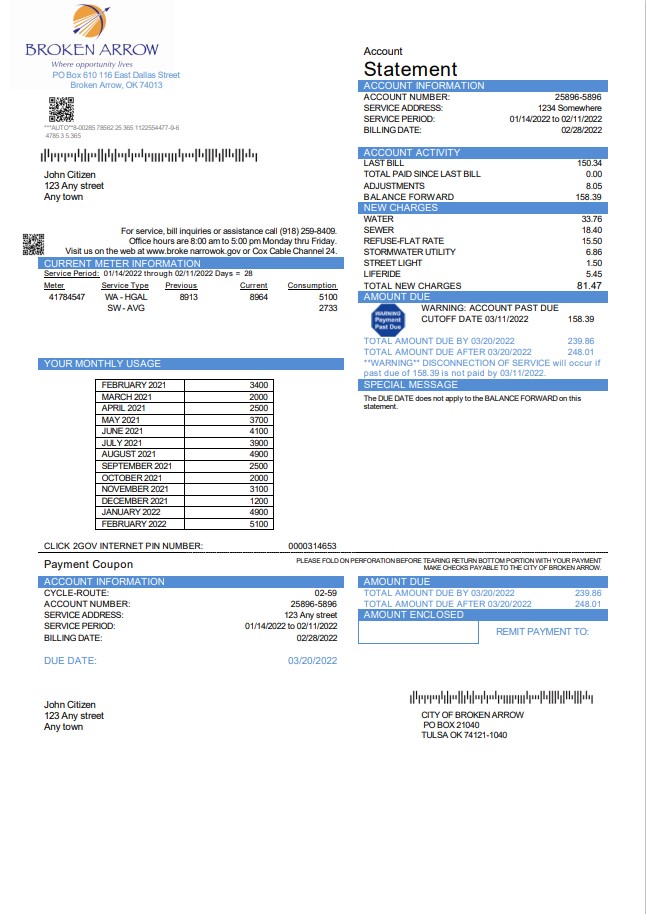 BROKEN ARROW
Where opportunity lives
PO Box 610 116 East Dallas Street
Broken Arrow, OK 74013
***AUTO**8-00285 78562 25 365 1122554477-9-6
4785 3 5.365
John Citizen
123 Any street
Any town
For service, bill inquiries or assistance call (918) 259-8409.
Office hours are 8:00 am to 5:00 pm Monday thru Friday.
Visit us on the web at www.broke narrowok.gov or Cox Cable Channel 24.
CURRENT METER INFORMATION
Service Period: 01/14/2022 through 02/11/2022 Days = 28
Meter Service Type Previous Current Consumption
41784547 WA - HGAL 8913 8964 5100
SW - AVG 2733
YOUR MONTHLY USAGE
FEBRUARY 2021 3400
MARCH 2021 2000
APRIL 2021 2500
MAY 2021 3700
JUNE 2021 4100
JULY 2021 3900
AUGUST 2021 4900
SEPTEMBER 2021 2500
OCTOBER 2021 2000
NOVEMBER 2021 3100
DECEMBER 2021 1200
JANUARY 2022 4900
FEBRUARY 2022 5100
CLICK 2GOV INTERNET PIN NUMBER: 0000314653
Account
Statement
ACCOUNT INFORMATION
ACCOUNT NUMBER: 25896-5896
SERVICE ADDRESS: 1234 Somewhere
SERVICE PERIOD: 01/14/2022 to 02/11/2022
BILLING DATE: 02/28/2022
ACCOUNT ACTIVITY
LAST BILL 150.34
TOTAL PAID SINCE LAST BILL 0.00
ADJUSTMENTS 8.05
BALANCE FORWARD 158.39
NEW CHARGES
WATER 33.76
SEWER 18.40
REFUSE-FLAT RATE 15.50
STORMWATER UTILITY 6.86
STREET LIGHT 1.50
LIFERIDE 5.45
TOTAL NEW CHARGES 81.47
AMOUNT DUE
WARNING
Payment
Past Due
WARNING: ACCOUNT PAST DUE
CUTOFF DATE 03/11/2022 158.39
TOTAL AMOUNT DUE BY 03/20/2022 239.86
TOTAL AMOUNT DUE AFTER 03/20/2022 248.01
**WARNING** DISCONNECTION OF SERVICE will occur if
past due of 158.39 is not paid by 03/11/2022.
SPECIAL MESSAGE
The DUE DATE does not apply to the BALANCE FORWARD on this
statement.
PLEASE FOLD ON PERFORATION BEFORE TEARING RETURN BOTTOM PORTION WITH YOUR PAYMENT
MAKE CHECKS PAYABLE TO THE CITY OF BROKEN ARROW.
Payment Coupon
ACCOUNT INFORMATION
CYCLE-ROUTE: 02-59
ACCOUNT NUMBER: 25896-5896
SERVICE ADDRESS: 123 Any street
SERVICE PERIOD: 01/14/2022 to 02/11/2022
BILLING DATE: 02/28/2022
DUE DATE: 03/20/2022
AMOUNT DUE
TOTAL AMOUNT DUE BY 03/20/2022 239.86
TOTAL AMOUNT DUE AFTER 03/20/2022 248.01
AMOUNT ENCLOSED
REMIT PAYMENT TO:
John Citizen
123 Any street
Any town
CITY OF BROKEN ARROW
PO BOX 21040
TULSA OK 74121-1040